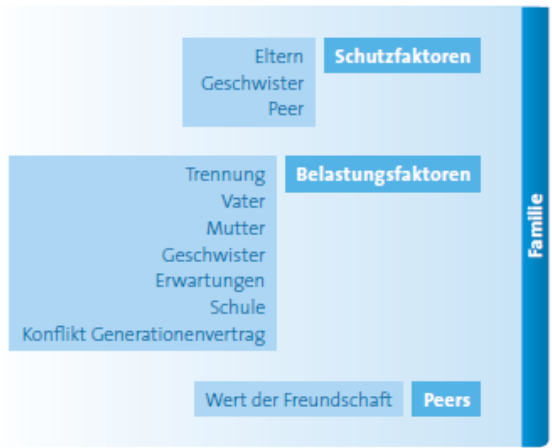 Eltern
Geschwister
Peer
Schutzfaktoren
Trennung
Vater
Mutter
Geschwister
Erwartungen
Schule
Konflikt Generationenvertrag
Belastungsfaktoren
Wert der Freundschaft
Peers
Familie